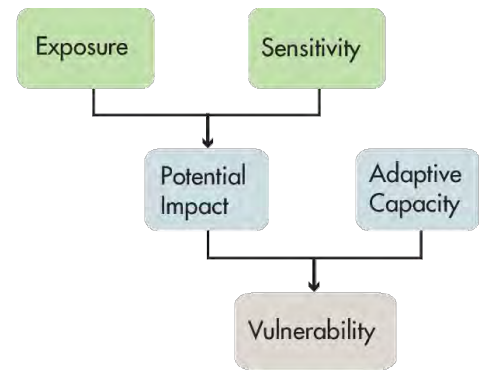 Exposure
Sensitivity
Potential
Impact
Adaptive
Capacity
Vulnerability